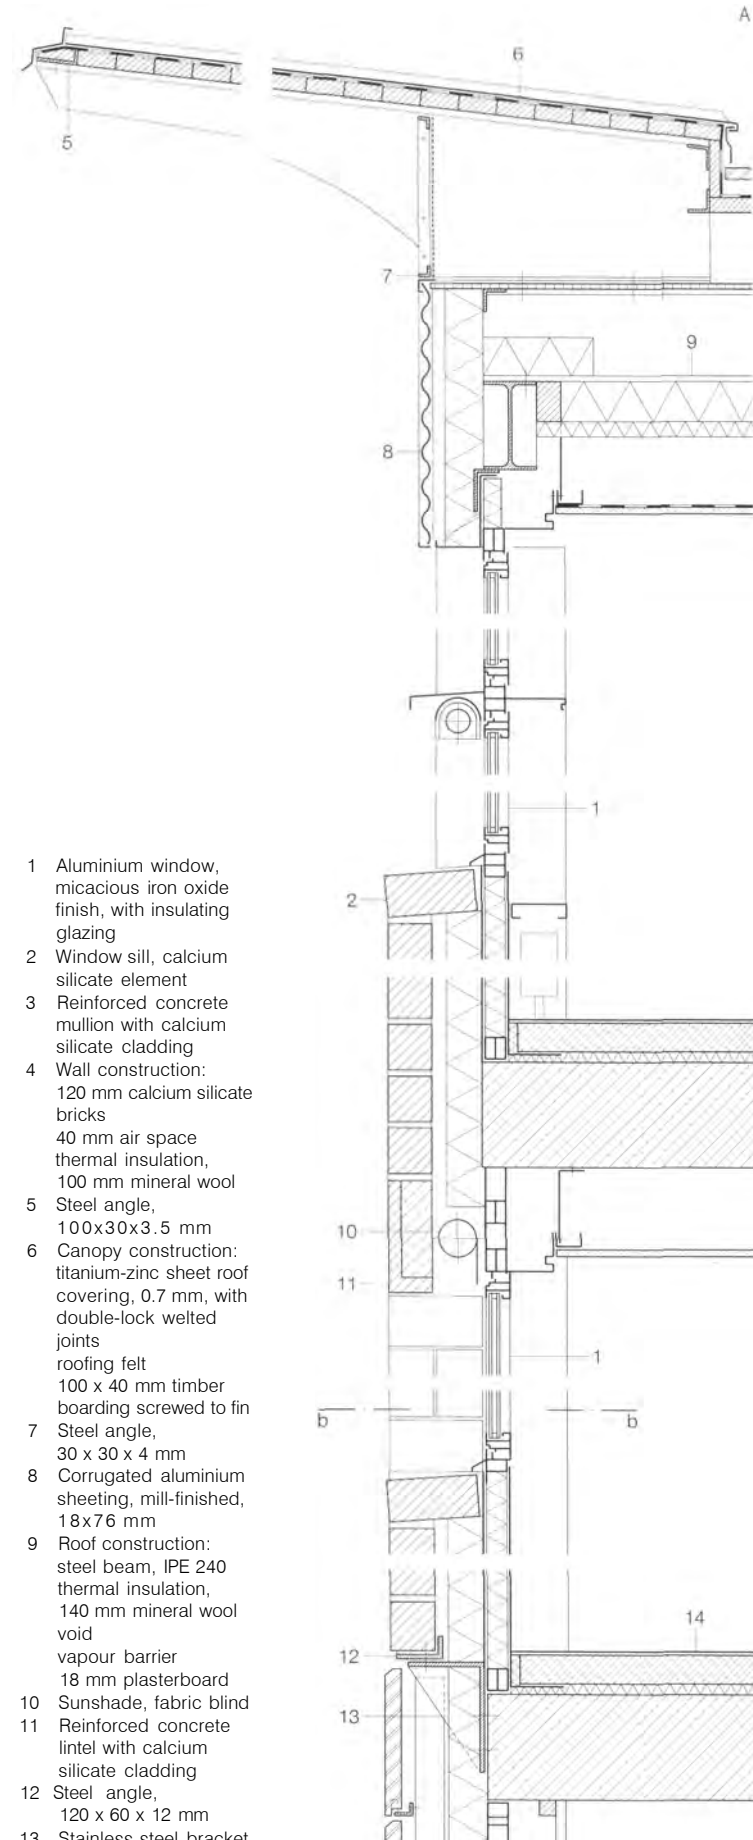 A
6
5
7
9
8
1
2
10
11
1
b b
14
12
13
1 Aluminium window,
micacious iron oxide
finish, with insulating
glazing
2 Window sill, calcium
silicate element
3 Reinforced concrete
mullion with calcium
silicate cladding
4 Wall construction:
120 mm calcium silicate
bricks
40 mm air space
thermal insulation,
100 mm mineral wool
5 Steel angle,
100x30x3.5 mm
6 Canopy construction:
titanium-zinc sheet roof
covering, 0.7 mm, with
double-lock welted
joints
roofing felt
100 x 40 mm timber
boarding screwed to fin
7 Steel angle,
30 x 30 x 4 mm
8 Corrugated aluminium
sheeting, mill-finished,
18x76 mm
9 Roof construction:
steel beam, IPE 240
thermal insulation,
140 mm mineral wool
void
vapour barrier
18 mm plasterboard
10 Sunshade, fabric blind
11 Reinforced concrete
lintel with calcium
silicate cladding
12 Steel angle,
120 x 60 x 12 mm
13 Stainless steel bracket